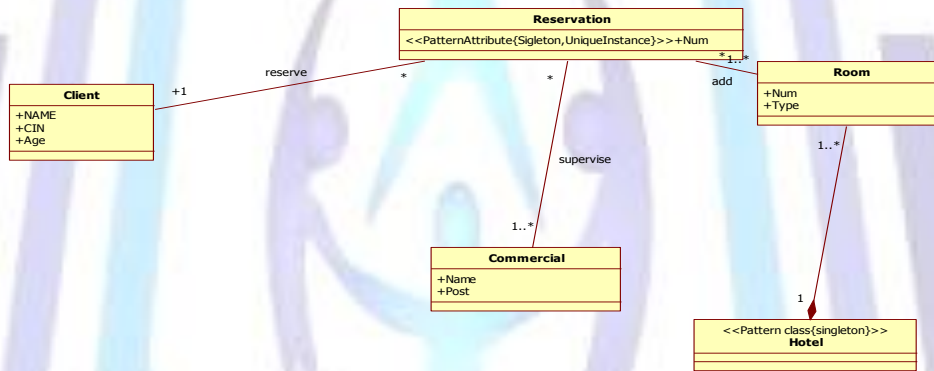 Reservation
<<PatternAttribute{Sigleton,UniqueInstance}>>+Num
reserve
*
*
*
1..*
add
Room
+Num
+Type
Client
+NAME
+CIN
+Age
+1
1..*
supervise
1..*
Commercial
+Name
+Post
1
<<Pattern class{singleton}>>
Hotel